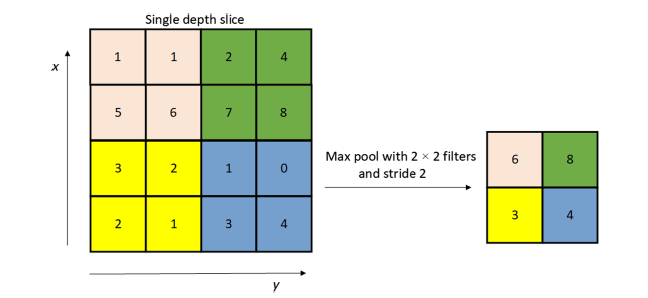 Single depth slice
x
1 1 2 4
5 6 7 8
3 2 1 0
2 1 3 4
y
Max pool with 2 × 2 filters
and stride 2
6 8
3 4